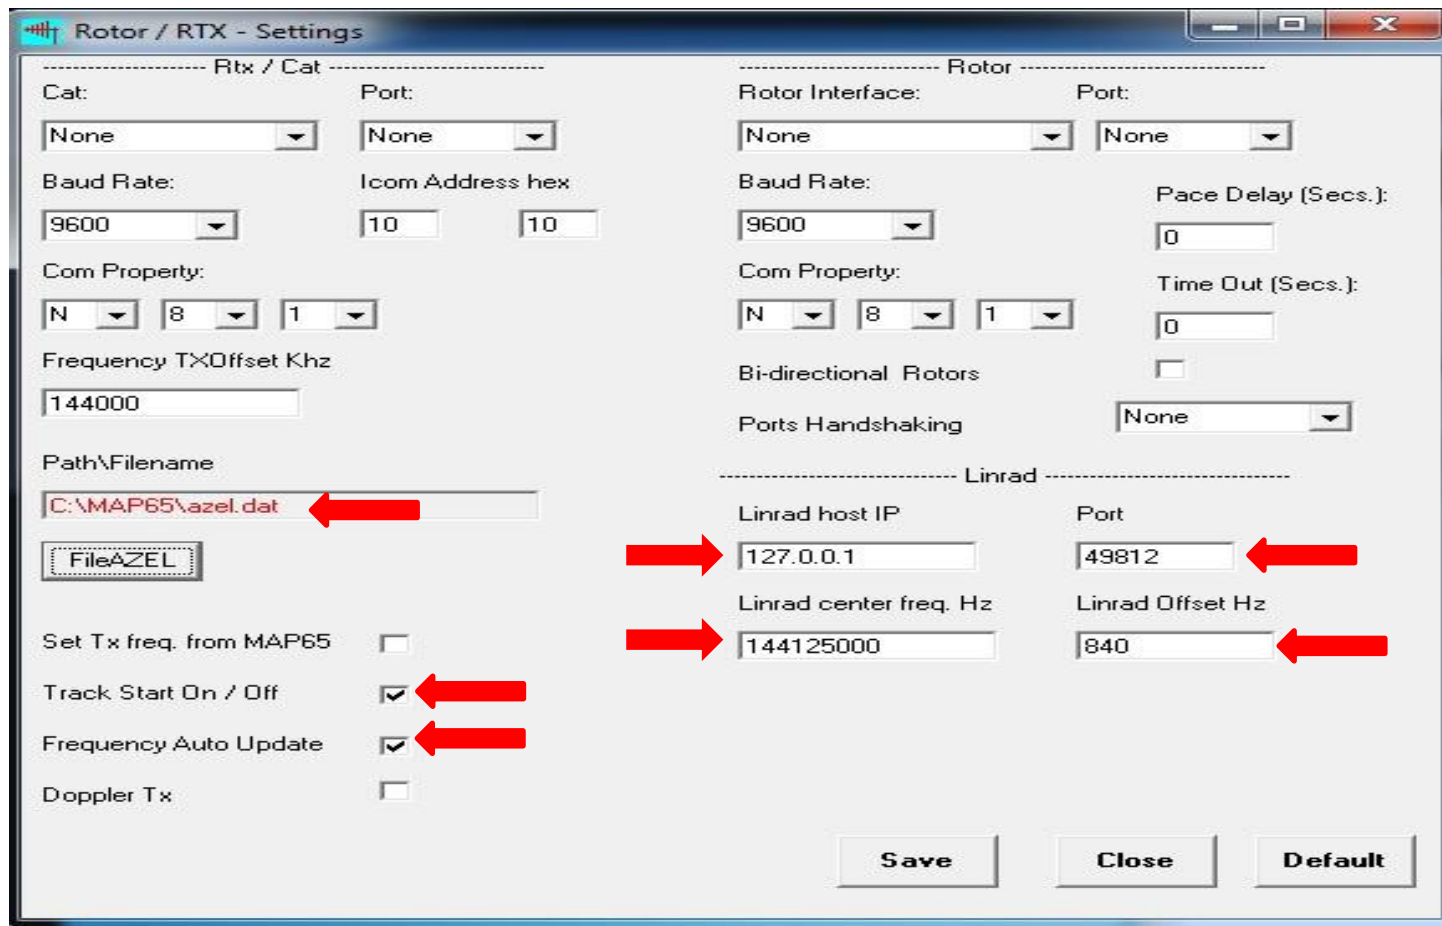 Rotor / RTX - Settings
--------------------- Rtx / Cat ---------------------------
Cat:
Port:
None
None
Baud Rate:
Icom Address hex
9600
10
10
Com Property:
N
8
1
Frequency TXOffset Khz
144000
Path\Filename
C:\MAP65\azel.dat
FileAZEL
Set Tx freq. from MAP65
Track Start On / Off
Frequency Auto Update
Doppler Tx
------------------------- Rotor -------------------------------
Rotor Interface:
Port:
None
None
Baud Rate:
9600
Pace Delay (Secs.):
0
Com Property:
N
8
1
Time Out (Secs.):
0
Bi-directional Rotors
Ports Handshaking
None
------------------------------ Linrad -------------------------------
Linrad host IP
Port
127.0.0.1
49812
Linrad center freq. Hz
Linrad Offset Hz
144125000
840
Save
Close
Default